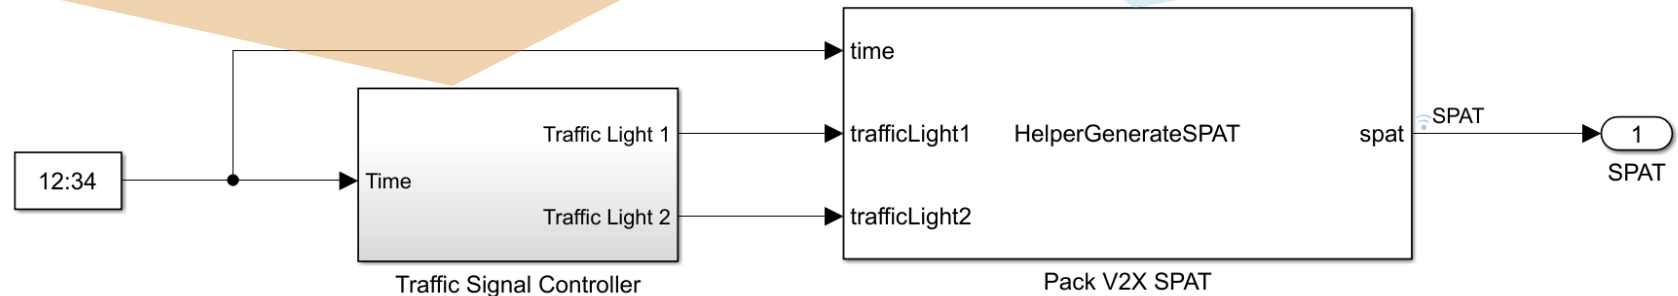 12:34
Time
Traffic Light 1
Traffic Light 2
Traffic Signal Controller
time
trafficLight1
trafficLight2
HelperGenerateSPAT
spat
Pack V2X SPAT
SPAT
1
SPAT